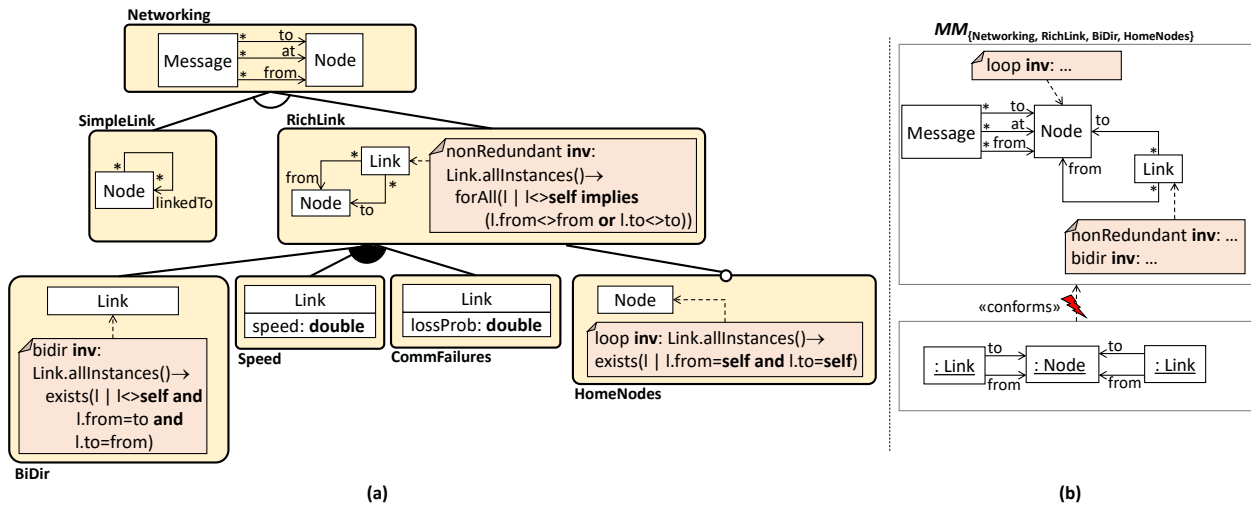 Networking
Message
* to
* at
* from
Node
SimpleLink
Node
*
*
linkedTo
RichLink
Link
*
*
from
to
Node
nonRedundant inv:
Link.allInstances()→
forAll(l | l<>self implies
(l.from<>from or l.to<>to))
Link
bidir inv:
Link.allInstances()→
exists(l | l<>self and
l.from=to and
l.to=from)
BiDir
Link
speed: double
Speed
Link
lossProb: double
CommFailures
Node
loop inv: Link.allInstances()→
exists(l | l.from=self and l.to=self)
HomeNodes
(a)
MM{Networking, RichLink, BiDir, HomeNodes}
loop inv: ...
Message
* to
* at
* from
Node
to
*
from
Link
*
nonRedundant inv: ...
bidir inv: ...
«conforms»
: Link
to
from
: Node
to
from
: Link
(b)